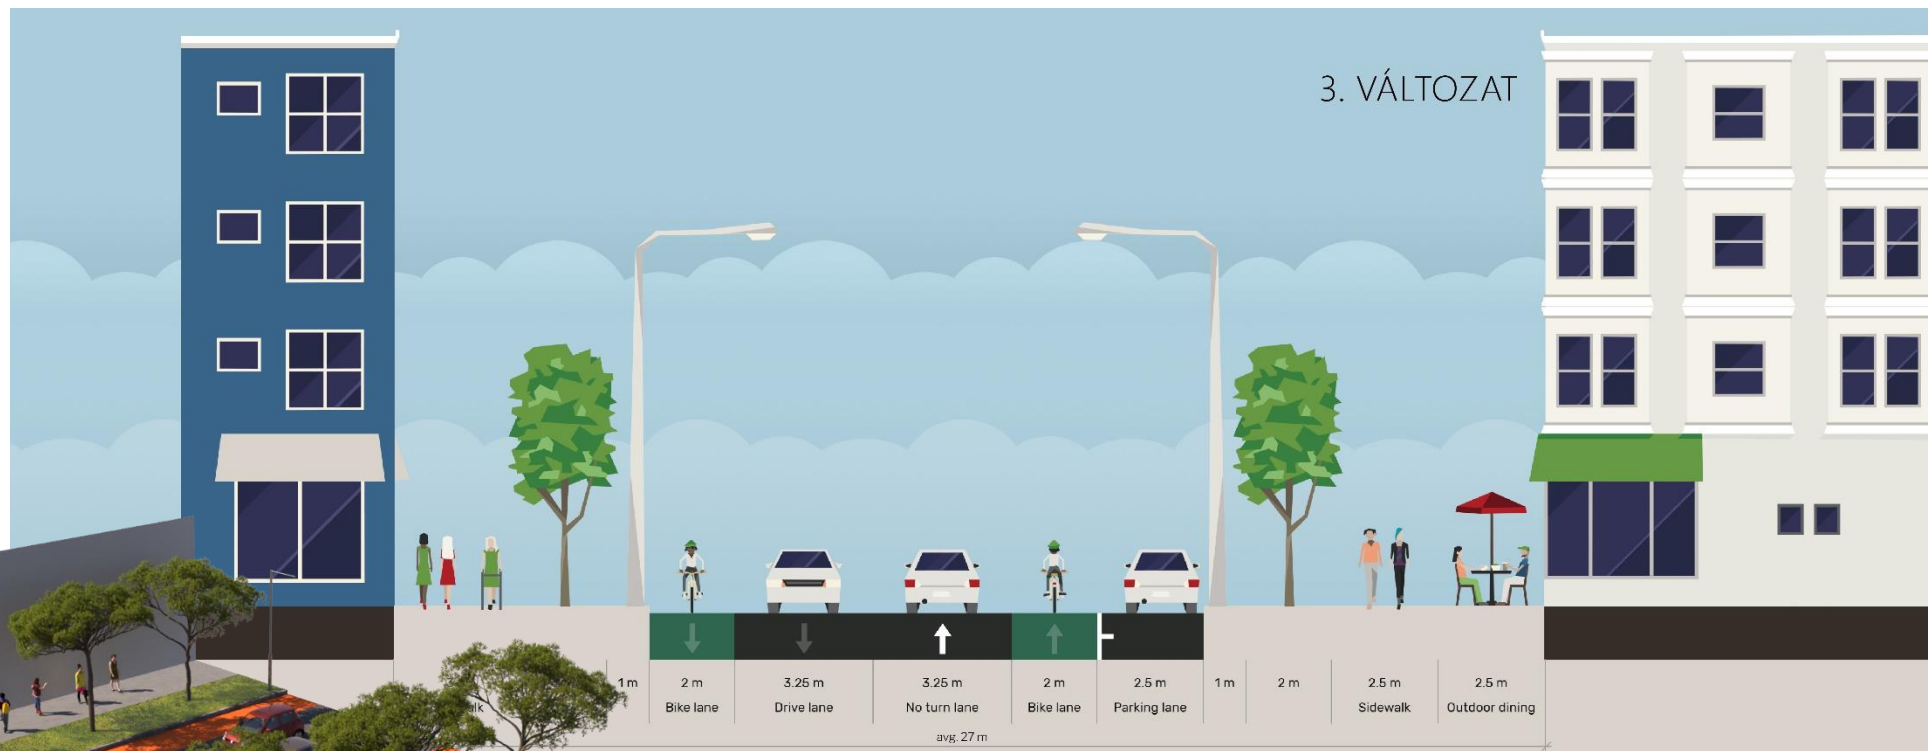 3. VÁLTOZAT
1 m 2 m 3.25 m 3.25 m 2 m 2.5 m 1 m 2 m 2.5 m 2.5 m
Bike lane Drive lane No turn lane Bike lane Parking lane Sidewalk Outdoor dining
avg. 27 m